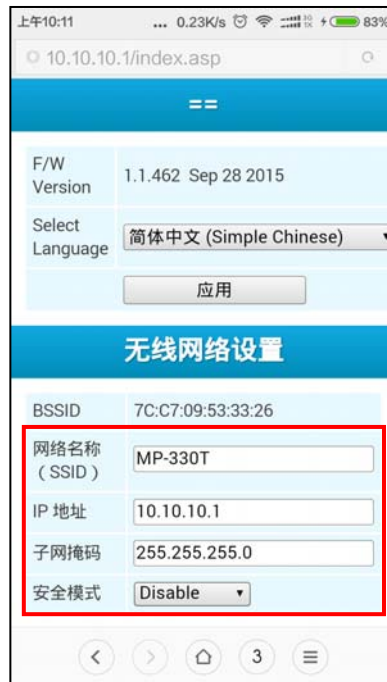 上午10:11 ... 0.23K/s 83%
10.10.10.1/index.asp
==
F/W
Version
1.1.462 Sep 28 2015
Select
Language
简体中文 (Simple Chinese)
应用
无线网络设置
BSSID 7C:C7:09:53:33:26
网络名称
（SSID）
MP-330T
IP 地址 10.10.10.1
子网掩码 255.255.255.0
安全模式 Disable
3